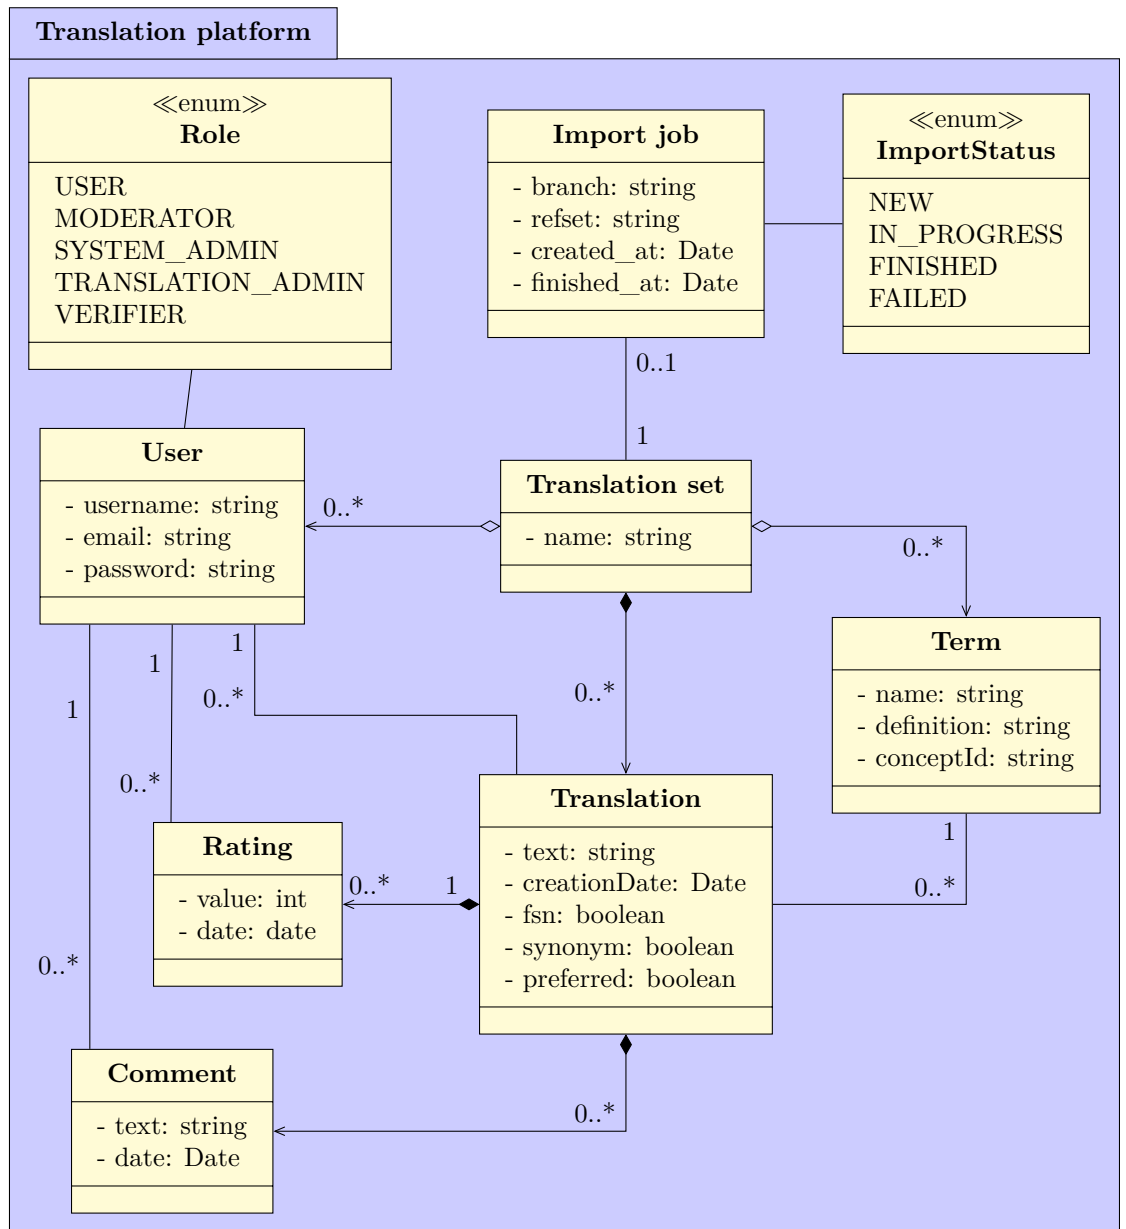 Translation platform
≪enum≫
Role
USER
MODERATOR
SYSTEM_ADMIN
TRANSLATION_ADMIN
VERIFIER
Import job
- branch: string
- refset: string
- created_at: Date
- finished_at: Date
≪enum≫
ImportStatus
NEW
IN_PROGRESS
FINISHED
FAILED
0..1
1
User
- username: string
- email: string
- password: string
0..*
Translation set
- name: string
0..*
Term
- name: string
- definition: string
- conceptId: string
1
1
1
0..*
0..*
0..*
Translation
- text: string
- creationDate: Date
- fsn: boolean
- synonym: boolean
- preferred: boolean
1
0..*
Rating
- value: int
- date: date
0..*
1
0..*
Comment
- text: string
- date: Date
0..*